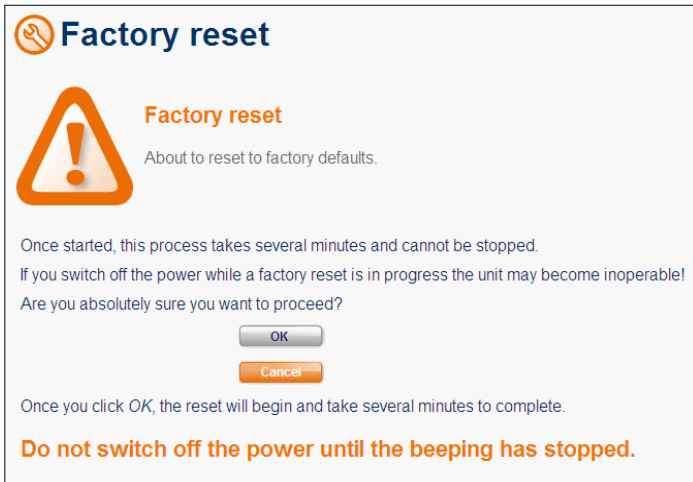 Factory reset
Factory reset
About to reset to factory defaults.
Once started, this process takes several minutes and cannot be stopped.
If you switch off the power while a factory reset is in progress the unit may become inoperable!
Are you absolutely sure you want to proceed?
OK
Cancel
Once you click OK, the reset will begin and take several minutes to complete.
Do not switch off the power until the beeping has stopped.